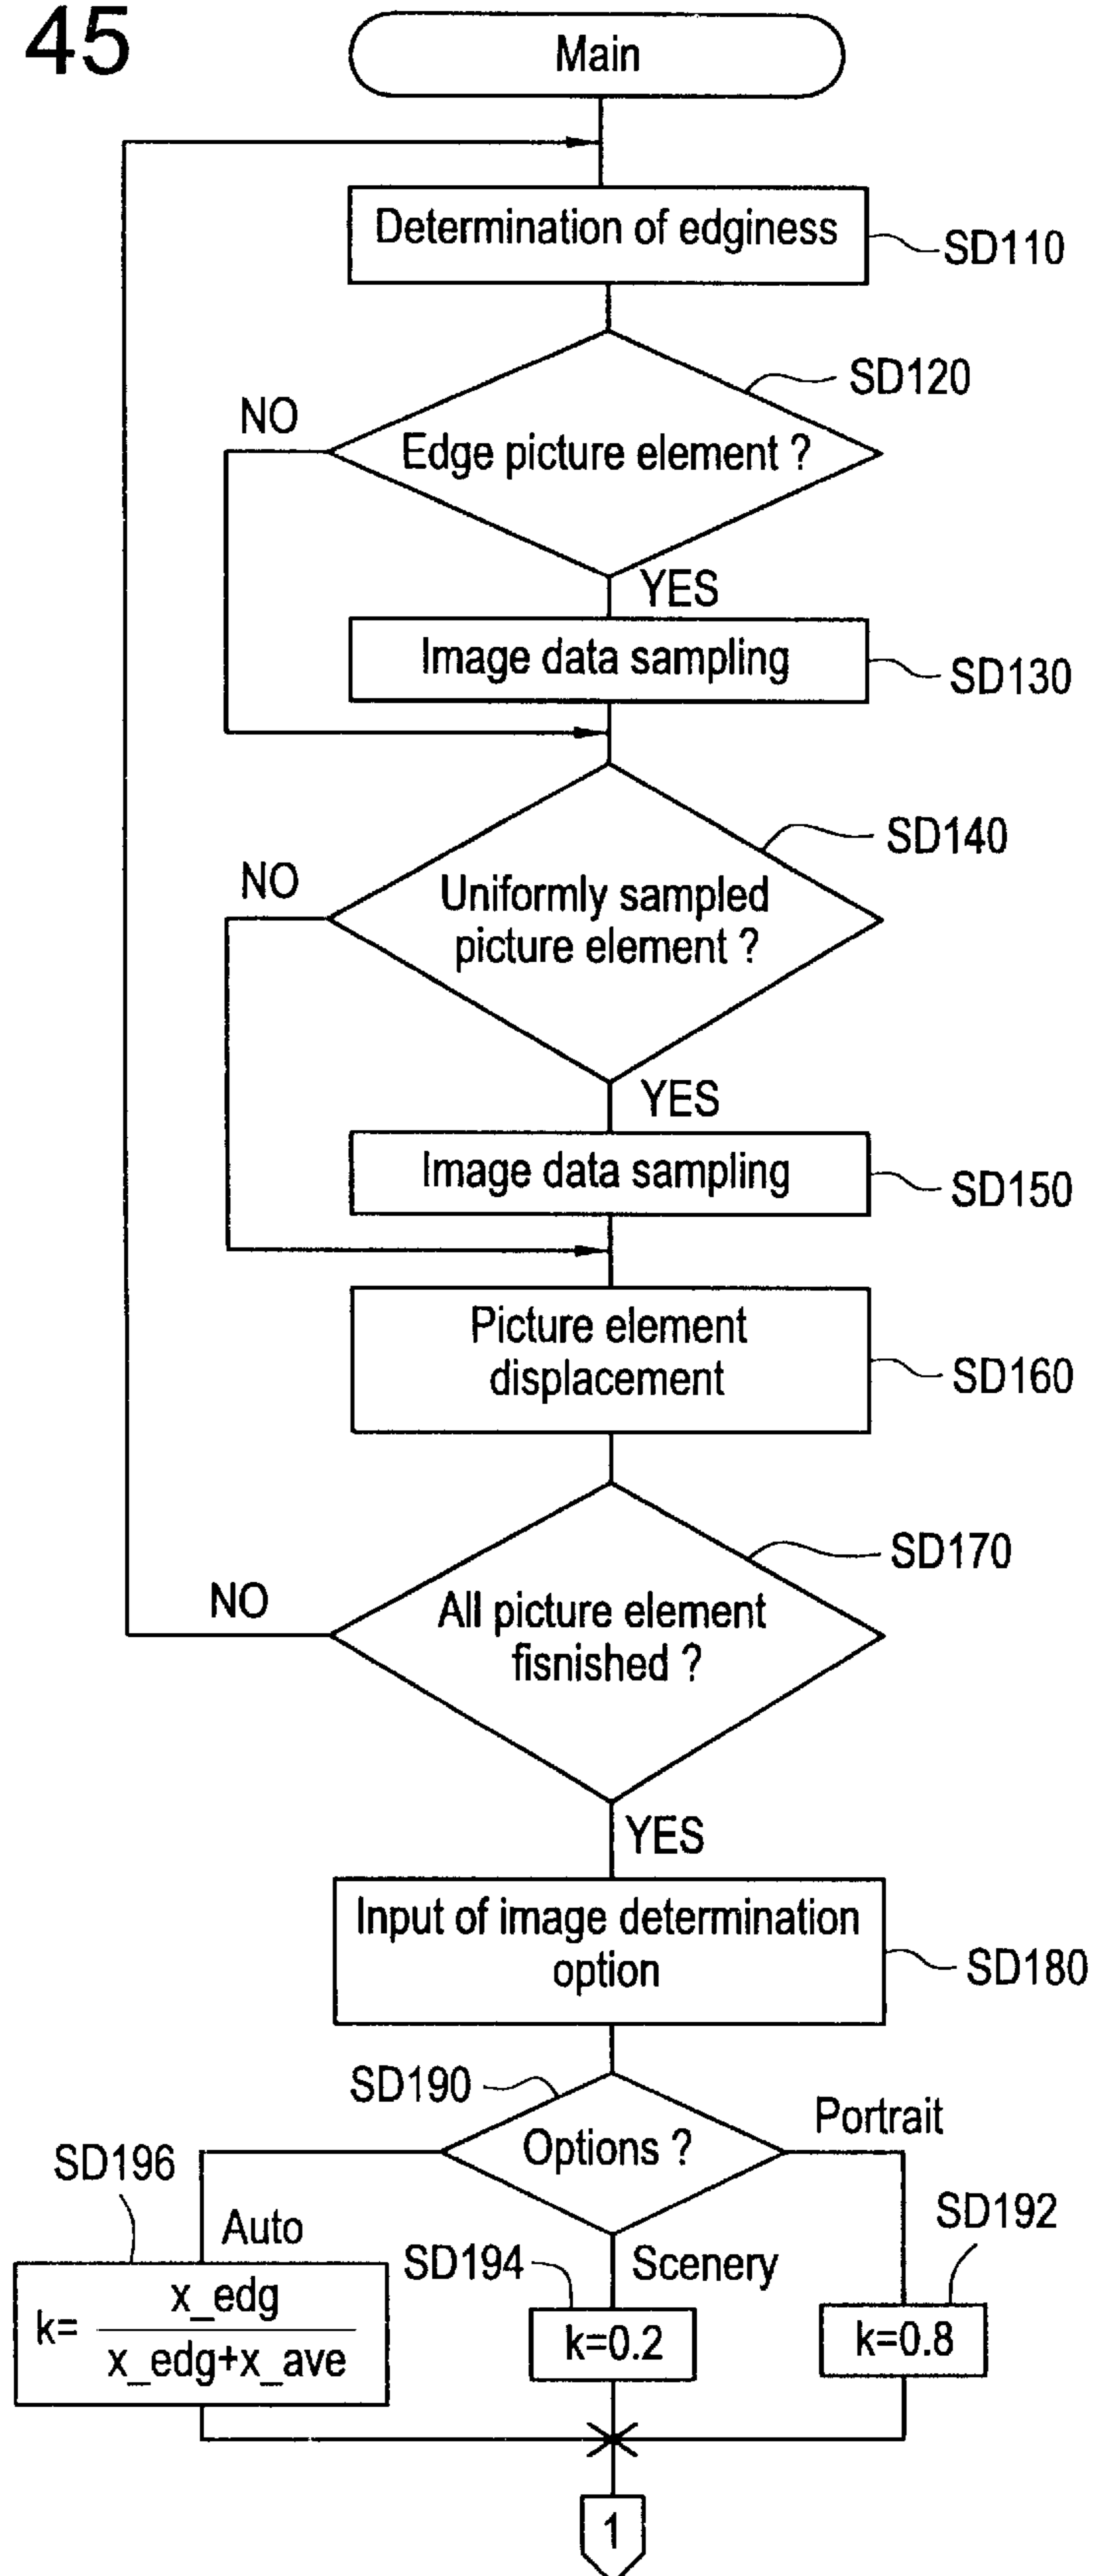 45
Main
Determination of edginess
SD110
SD120
NO
Edge picture element ?
YES
Image data sampling
SD130
SD140
NO
Uniformly sampled
picture element ?
YES
Image data sampling
SD150
Picture element
displacement
SD160
SD170
NO
All picture element
fisnished ?
YES
Input of image determination
option
SD180
SD190
Portrait
Options ?
SD196
SD192
Auto
SD194
Scenery
k=
x_edg
x_edg+x_ave
k=0.2
k=0.8
1